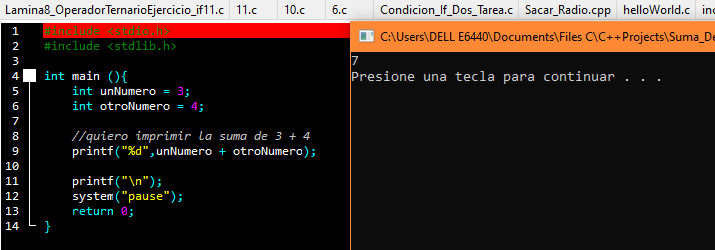 Lamina8_OperadorTernarioEjercicio_if11.c 11.c 10.c 6.c Condicion_If_Dos_Tarea.c Sacar_Radio.cpp helloWorld.c
1 #include <stdio.h>
2 #include <stdlib.h>
3
4 int main (){
5 int unNumero = 3;
6 int otroNumero = 4;
7
8 //quiero imprimir la suma de 3 + 4
9 printf("%d",unNumero + otroNumero);
10
11 printf("\n");
12 system("pause");
13 return 0;
14 }
C:\Users\DELL E6440\Documents\Files C\C++Projects\Suma_De
7
Presione una tecla para continuar . . .